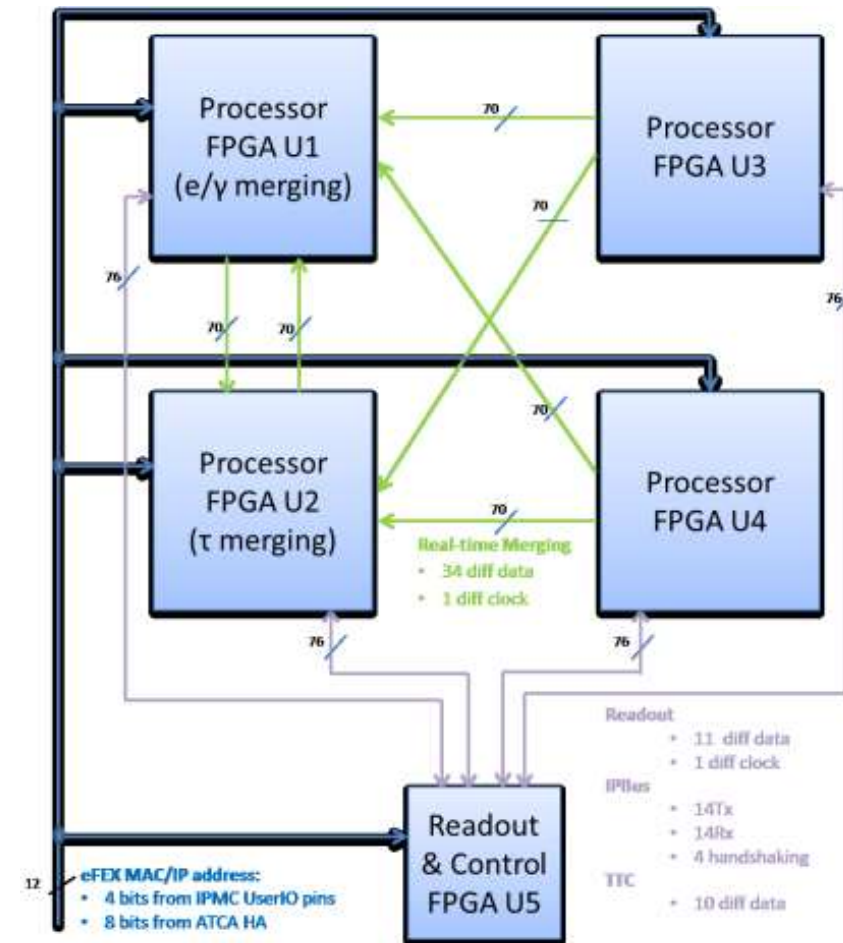 Processor
FPGA U1
(e/γ merging)
70
Processor
FPGA U3
70
76
76
70
70
70
Processor
FPGA U2
(τ merging)
70
Processor
FPGA U4
Real-time Merging
• 34 diff data
• 1 diff clock
76
76
Readout
• 11 diff data
• 1 diff clock
IPBus
• 14Tx
• 14Rx
• 4 handshaking
TTC
• 10 diff data
Readout
& Control
FPGA U5
12
eFEX MAC/IP address:
• 4 bits from IPMC UserIO pins
• 8 bits from ATCA HA